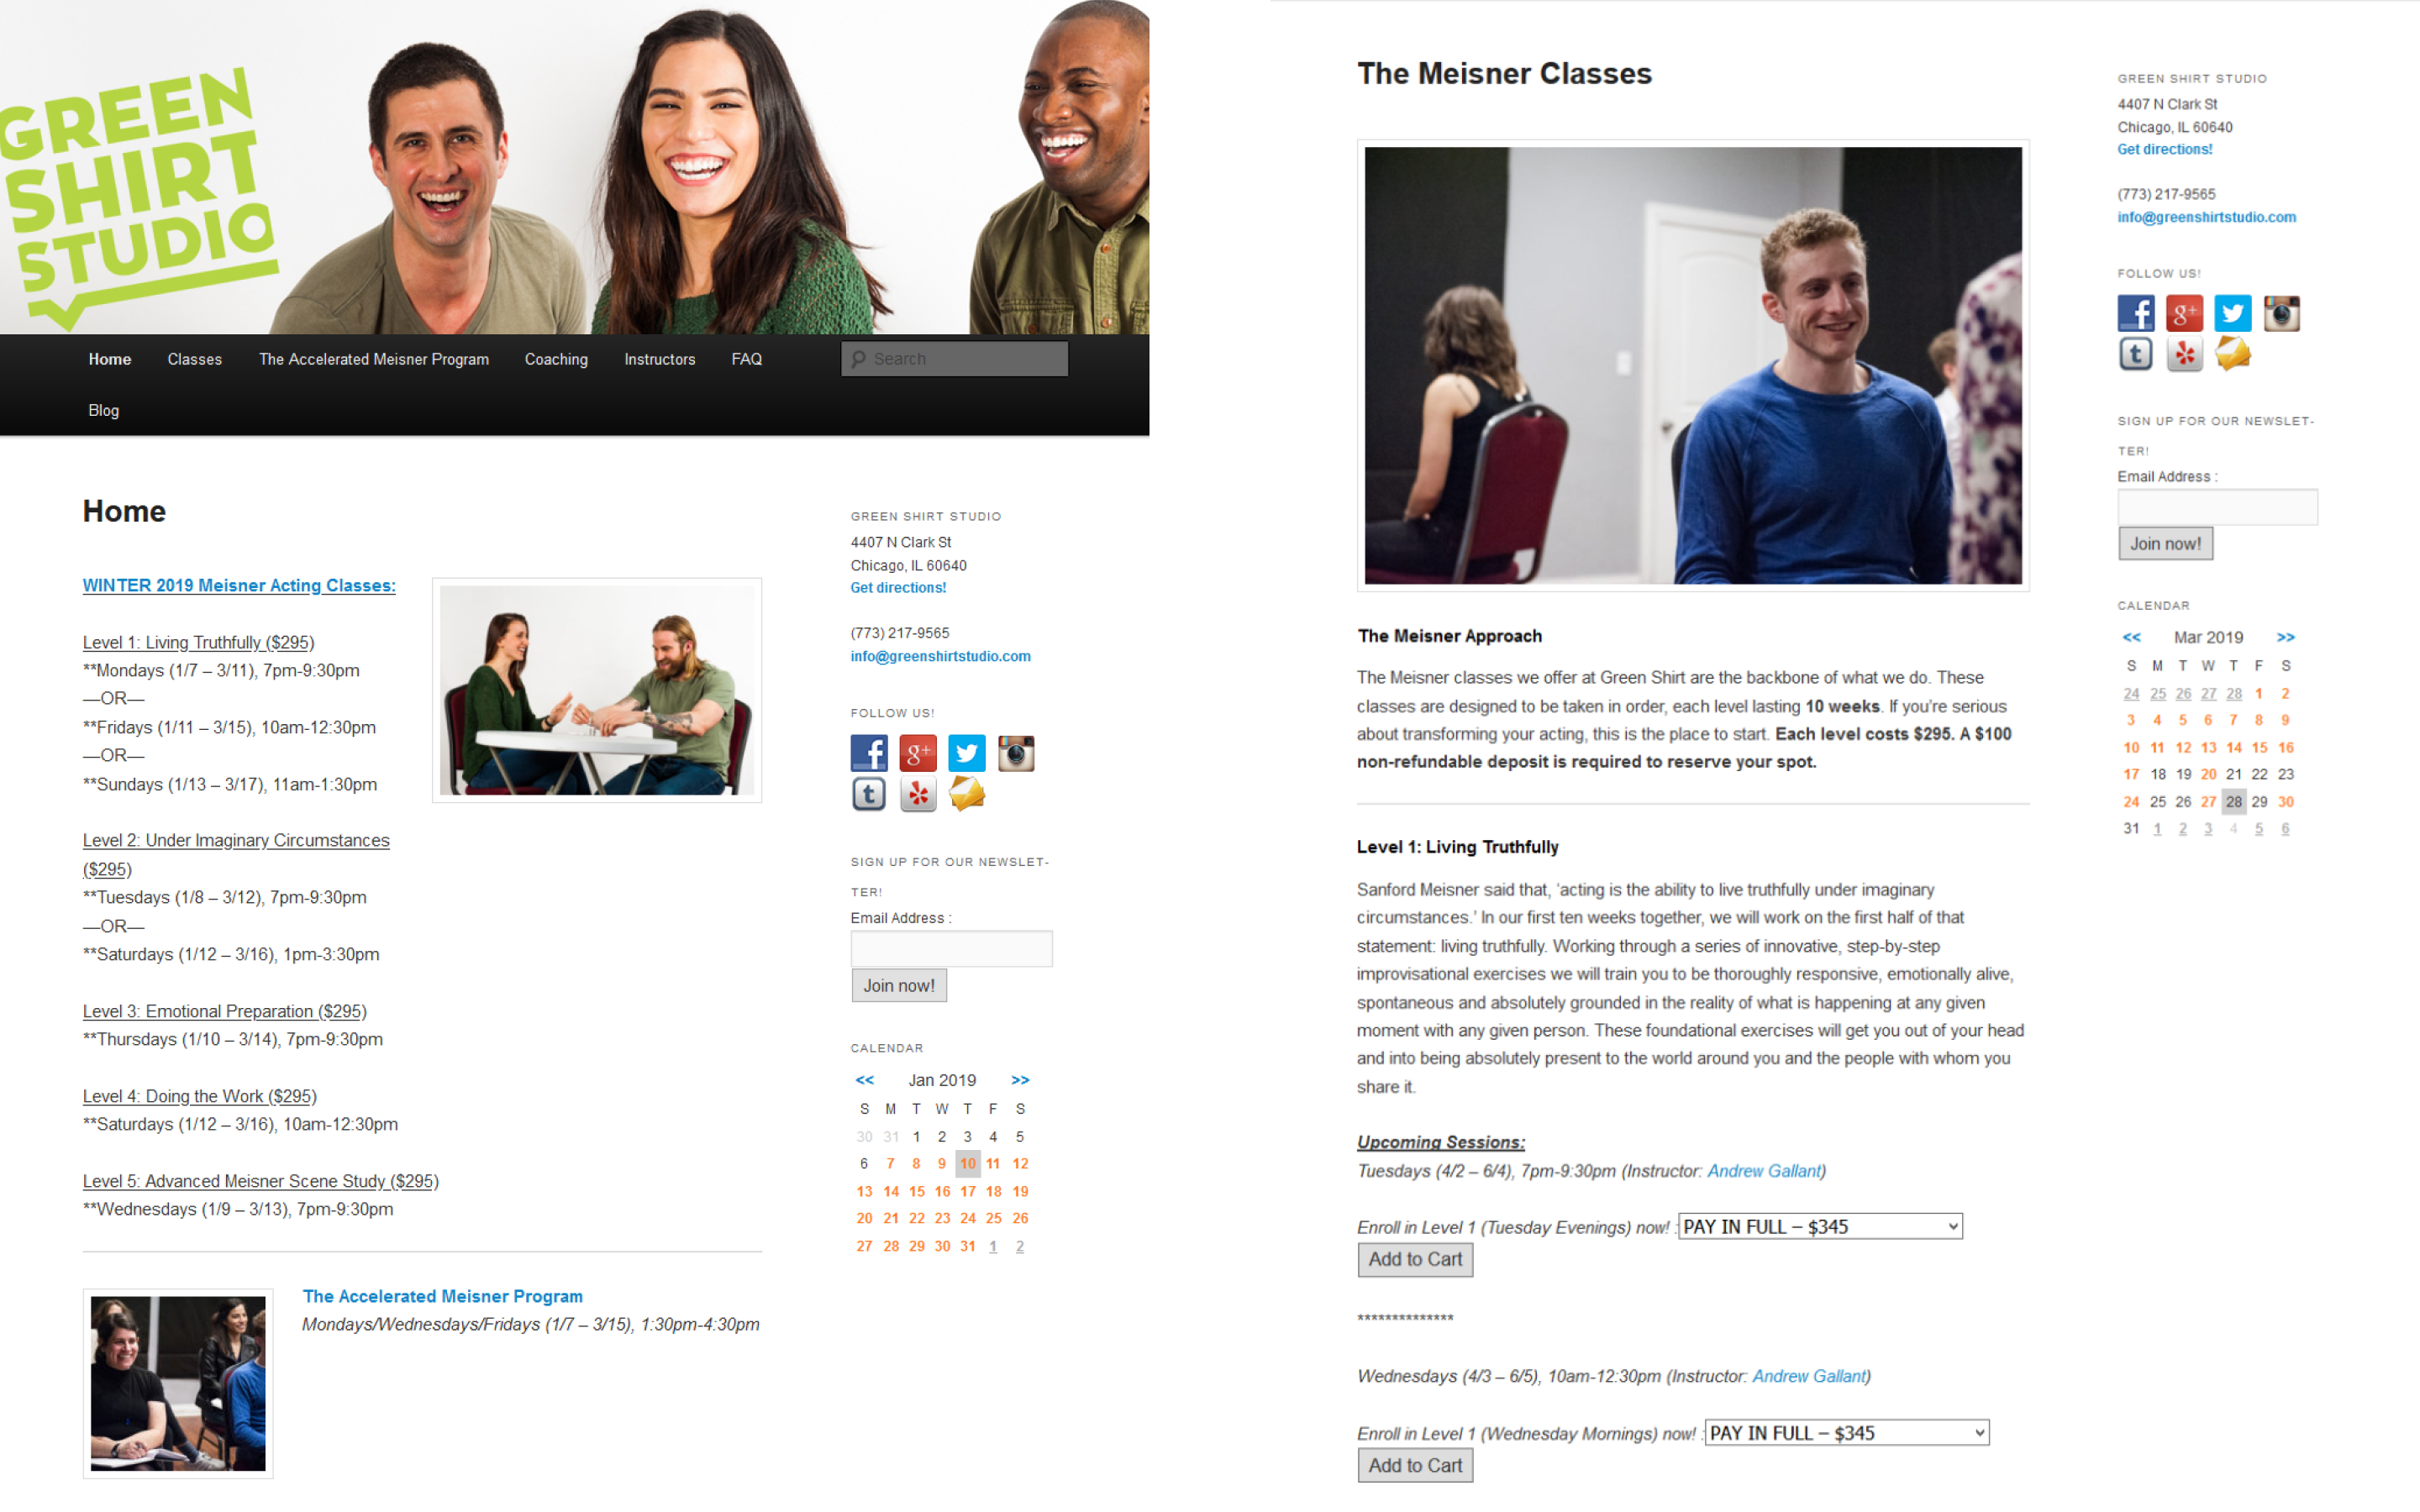 GREEN
SHIRT
STUDIO
Home
Classes
The Accelerated Meisner Program
Coaching
Instructors
FAQ
Search
Blog
Home
WINTER 2019 Meisner Acting Classes:
Level 1: Living Truthfully ($295)
**Mondays (1/7 – 3/11), 7pm-9:30pm
—OR—
**Fridays (1/11 – 3/15), 10am-12:30pm
—OR—
**Sundays (1/13 – 3/17), 11am-1:30pm
Level 2: Under Imaginary Circumstances
($295)
**Tuesdays (1/8 – 3/12), 7pm-9:30pm
—OR—
**Saturdays (1/12 – 3/16), 1pm-3:30pm
Level 3: Emotional Preparation ($295)
**Thursdays (1/10 – 3/14), 7pm-9:30pm
Level 4: Doing the Work ($295)
**Saturdays (1/12 – 3/16), 10am-12:30pm
Level 5: Advanced Meisner Scene Study ($295)
**Wednesdays (1/9 – 3/13), 7pm-9:30pm
The Accelerated Meisner Program
Mondays/Wednesdays/Fridays (1/7 – 3/15), 1:30pm-4:30pm
GREEN SHIRT STUDIO
4407 N Clark St
Chicago, IL 60640
Get directions!
(773) 217-9565
info@greenshirtstudio.com
FOLLOW US!
f g+
t
SIGN UP FOR OUR NEWSLET-
TER!
Email Address :
Join now!
CALENDAR
<< Jan 2019 >>
S M T W T F S
30 31 1 2 3 4 5
6 7 8 9 10 11 12
13 14 15 16 17 18 19
20 21 22 23 24 25 26
27 28 29 30 31 1 2
The Meisner Classes
The Meisner Approach
The Meisner classes we offer at Green Shirt are the backbone of what we do. These
classes are designed to be taken in order, each level lasting 10 weeks. If you're serious
about transforming your acting, this is the place to start. Each level costs $295. A $100
non-refundable deposit is required to reserve your spot.
Level 1: Living Truthfully
Sanford Meisner said that, ‘acting is the ability to live truthfully under imaginary
circumstances.’ In our first ten weeks together, we will work on the first half of that
statement: living truthfully. Working through a series of innovative, step-by-step
improvisational exercises we will train you to be thoroughly responsive, emotionally alive,
spontaneous and absolutely grounded in the reality of what is happening at any given
moment with any given person. These foundational exercises will get you out of your head
and into being absolutely present to the world around you and the people with whom you
share it.
Upcoming Sessions:
Tuesdays (4/2 – 6/4), 7pm-9:30pm (Instructor: Andrew Gallant)
Enroll in Level 1 (Tuesday Evenings) now! : PAY IN FULL – $345
Add to Cart
**************
Wednesdays (4/3 – 6/5), 10am-12:30pm (Instructor: Andrew Gallant)
Enroll in Level 1 (Wednesday Mornings) now! : PAY IN FULL – $345
Add to Cart
GREEN SHIRT STUDIO
4407 N Clark St
Chicago, IL 60640
Get directions!
(773) 217-9565
info@greenshirtstudio.com
FOLLOW US!
f g+
t
SIGN UP FOR OUR NEWSLET-
TER!
Email Address :
Join now!
CALENDAR
<< Mar 2019 >>
S M T W T F S
24 25 26 27 28 1 2
3 4 5 6 7 8 9
10 11 12 13 14 15 16
17 18 19 20 21 22 23
24 25 26 27 28 29 30
31 1 2 3 4 5 6